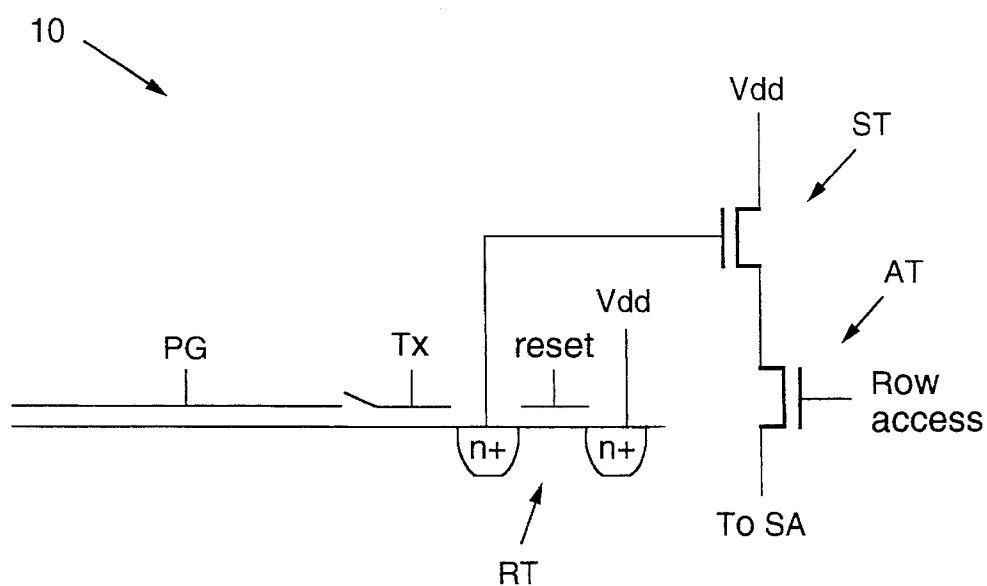 10
Vdd
ST
AT
Vdd
PG
Tx
reset
Row
access
n+
n+
To SA
RT